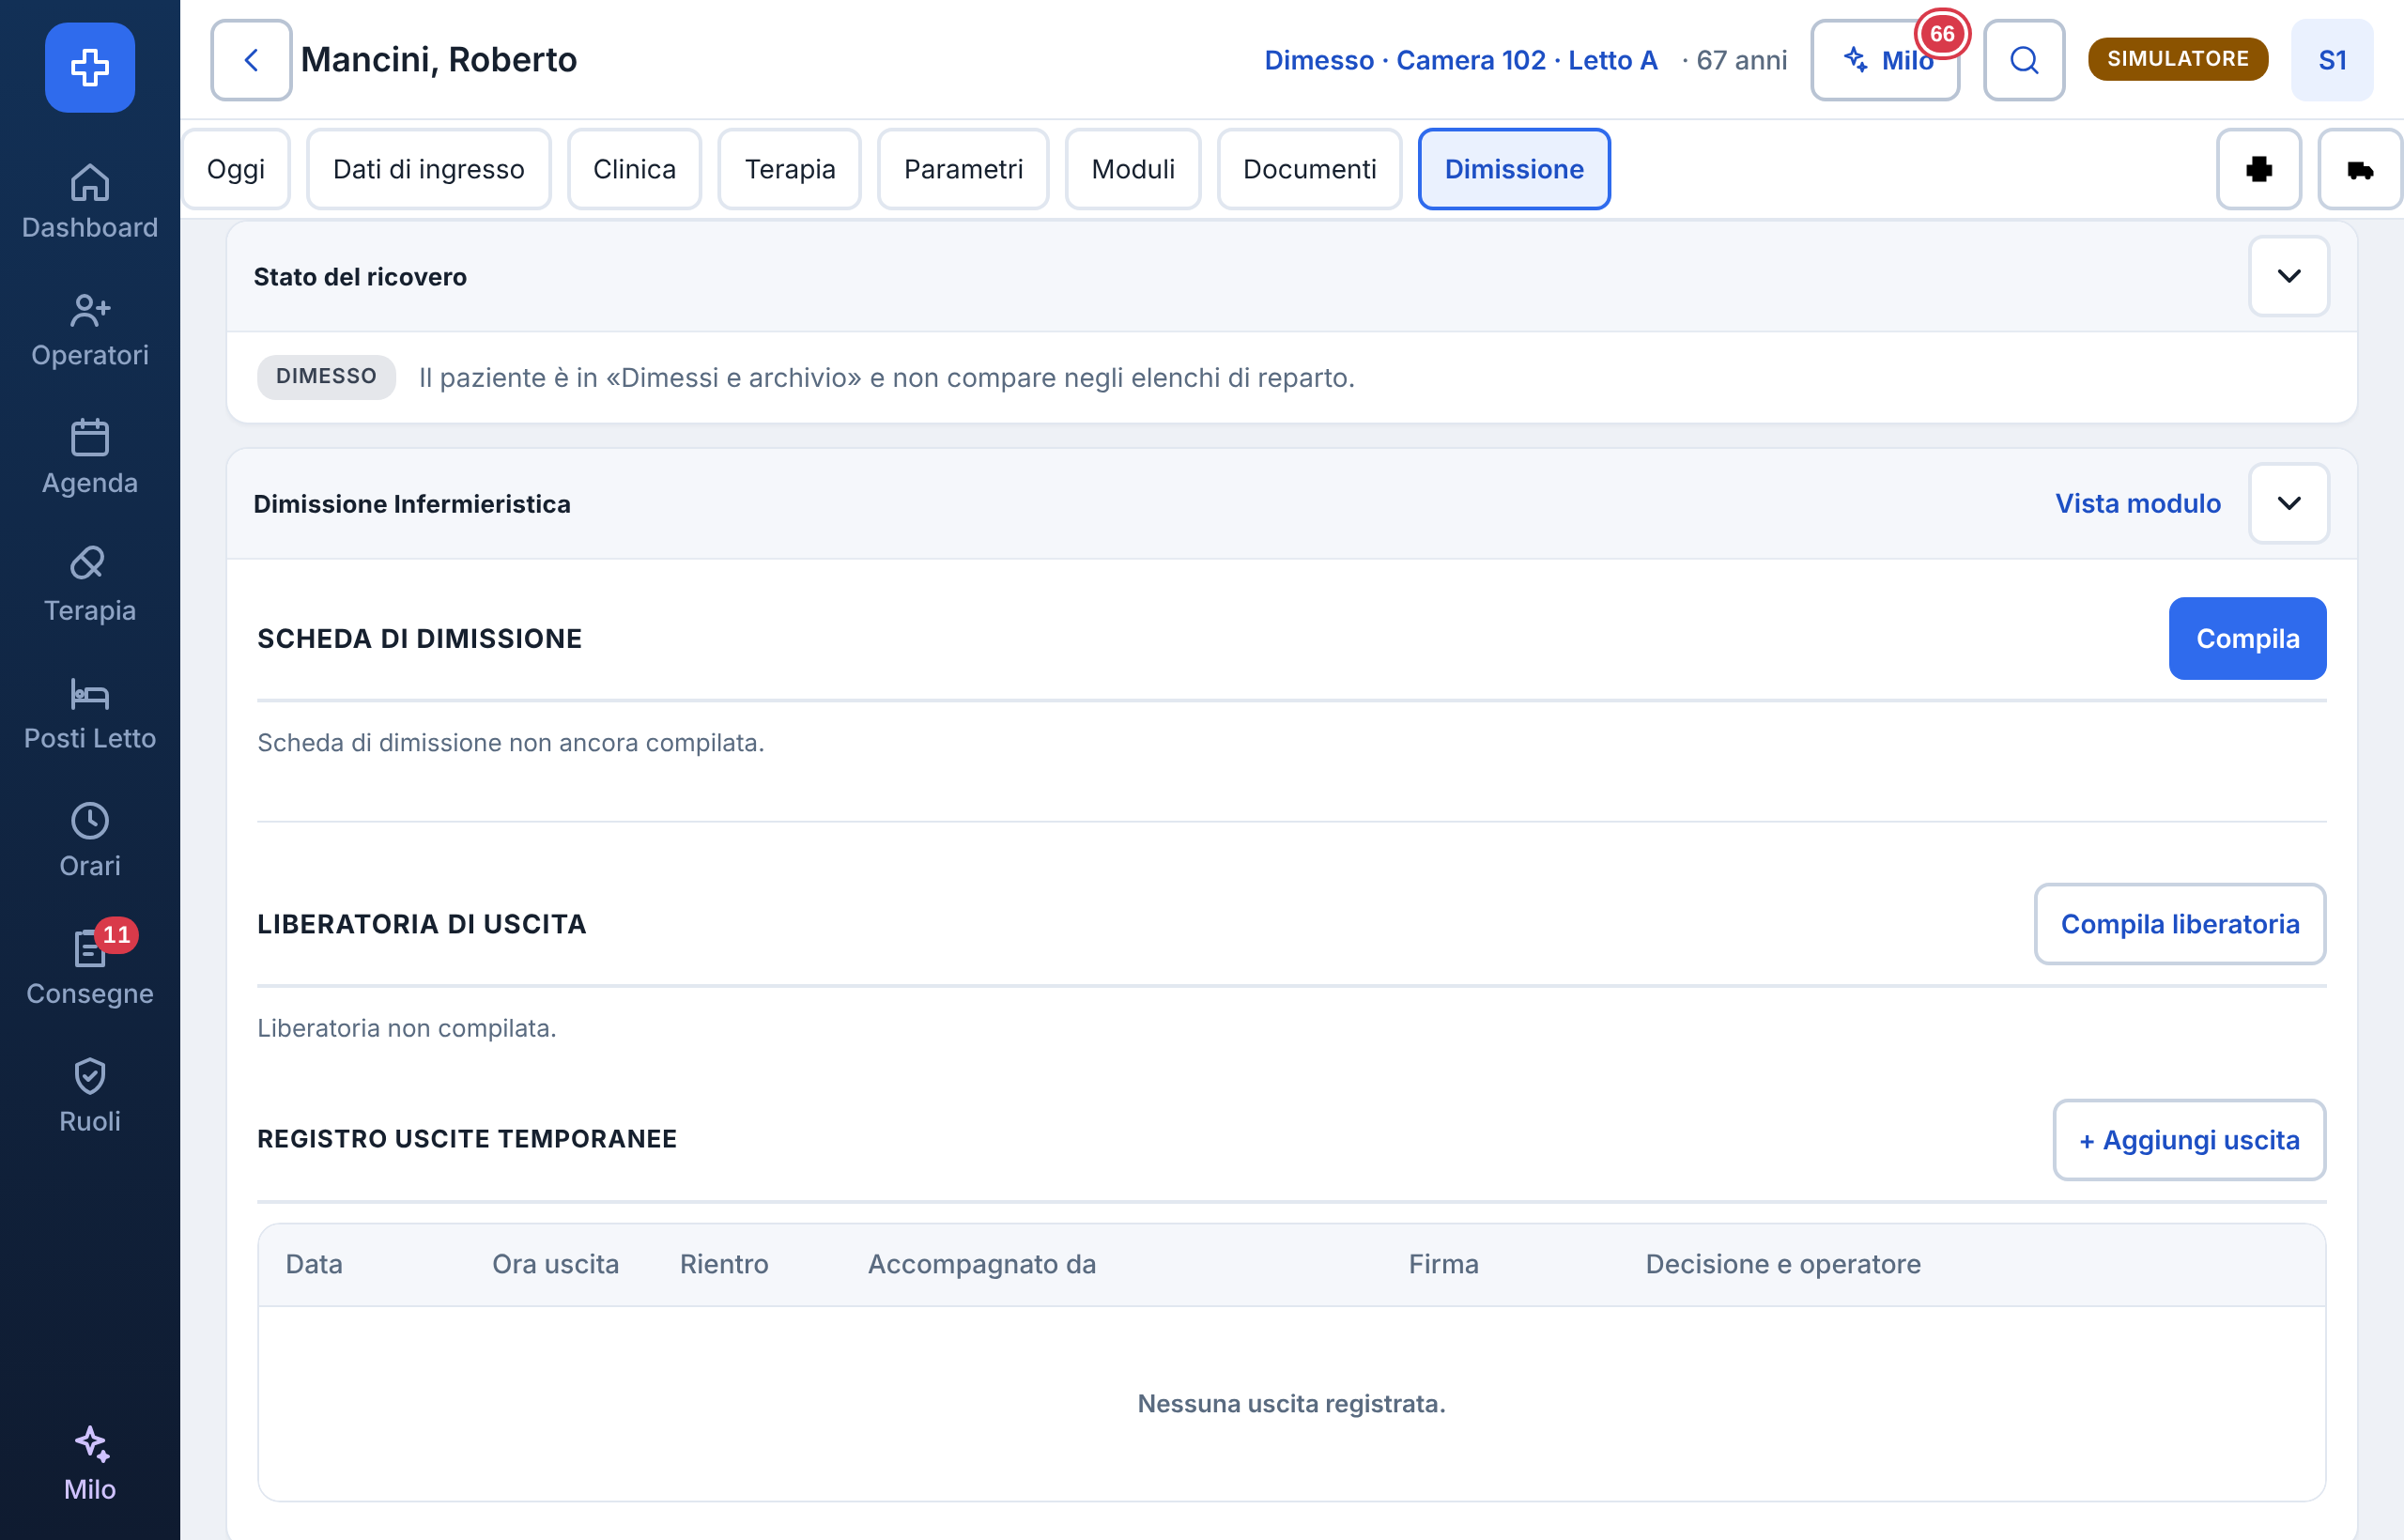 Mancini, Roberto
Dimesso · Camera 102 · Letto A · 67 anni
Milo
66
SIMULATORE
S1
Dashboard
Operatori
Agenda
Terapia
Posti Letto
Orari
11
Consegne
Ruoli
Milo
Oggi
Dati di ingresso
Clinica
Terapia
Parametri
Moduli
Documenti
Dimissione
Stato del ricovero
DIMESSO Il paziente è in «Dimessi e archivio» e non compare negli elenchi di reparto.
Dimissione Infermieristica
Vista modulo
SCHEDA DI DIMISSIONE
Compila
Scheda di dimissione non ancora compilata.
LIBERATORIA DI USCITA
Compila liberatoria
Liberatoria non compilata.
REGISTRO USCITE TEMPORANEE
+ Aggiungi uscita
Data Ora uscita Rientro Accompagnato da Firma Decisione e operatore
Nessuna uscita registrata.